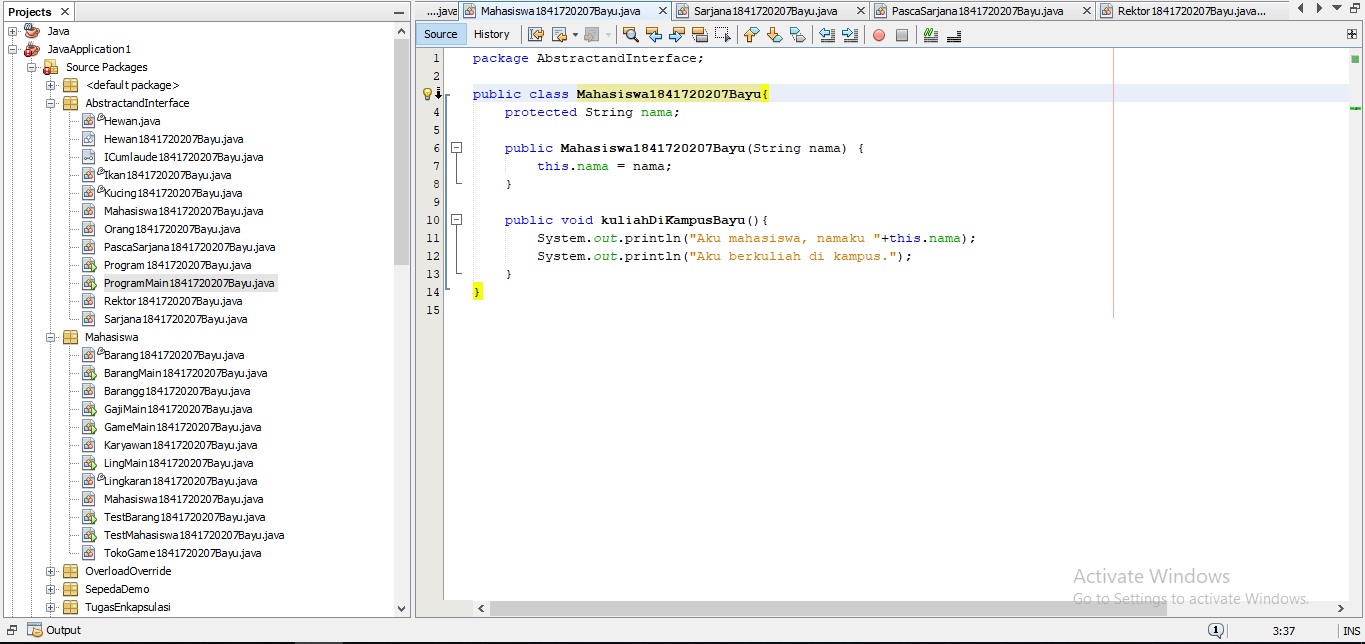 Projects
Java
JavaApplication1
Source Packages
<default package>
AbstractandInterface
Hewan.java
Hewan1841720207Bayu.java
ICumlaude1841720207Bayu.java
Ikan1841720207Bayu.java
Kucing1841720207Bayu.java
Mahasiswa1841720207Bayu.java
Orang1841720207Bayu.java
PascaSarjana1841720207Bayu.java
Program1841720207Bayu.java
ProgramMain1841720207Bayu.java
Rektor1841720207Bayu.java
Sarjana1841720207Bayu.java
Mahasiswa
Barang1841720207Bayu.java
BarangMain1841720207Bayu.java
Barangg1841720207Bayu.java
GajiMain1841720207Bayu.java
GameMain1841720207Bayu.java
Karyawan1841720207Bayu.java
LingMain1841720207Bayu.java
Lingkaran1841720207Bayu.java
Mahasiswa1841720207Bayu.java
TestBarang1841720207Bayu.java
TestMahasiswa1841720207Bayu.java
TokoGame1841720207Bayu.java
OverloadOverride
SepedaDemo
TugasEnkapsulasi
...java Mahasiswa1841720207Bayu.java Sarjana1841720207Bayu.java PascaSarjana1841720207Bayu.java Rektor1841720207Bayu.java...
Source History
1 package AbstractandInterface;
2
public class Mahasiswa1841720207Bayu{
4 protected String nama;
5
6 public Mahasiswa1841720207Bayu(String nama) {
7 this.nama = nama;
8 }
9
10 public void kuliahDiKampusBayu(){
11 System.out.println("Aku mahasiswa, namaku "+this.nama);
12 System.out.println("Aku berkuliah di kampus.");
13 }
14 }
15
Activate Windows
Go to Settings to activate Windows.
Output 1 3:37 INS